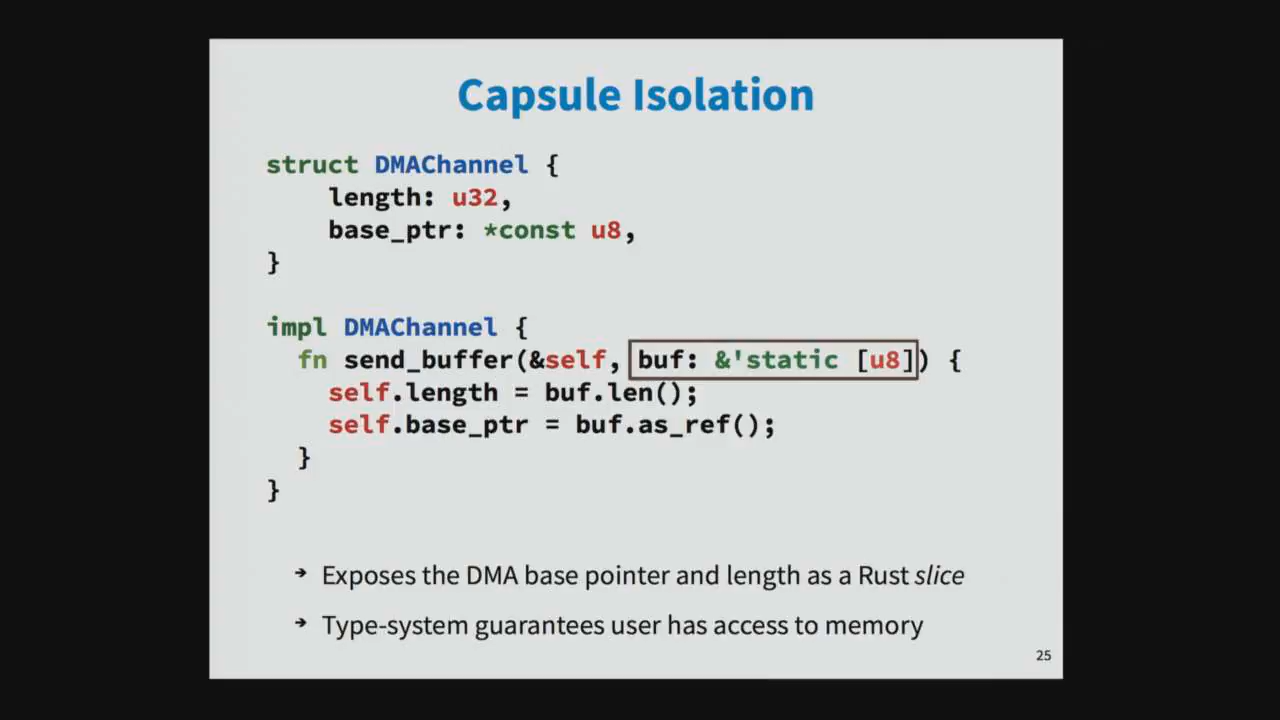 Capsule Isolation
struct DMAChannel {
    length: u32,
    base_ptr: *const u8,
}
impl DMAChannel {
  fn send_buffer(&self, buf: &'static [u8]) {
    self.length = buf.len();
    self.base_ptr = buf.as_ref();
  }
}
➔ Exposes the DMA base pointer and length as a Rust slice
➔ Type-system guarantees user has access to memory
25